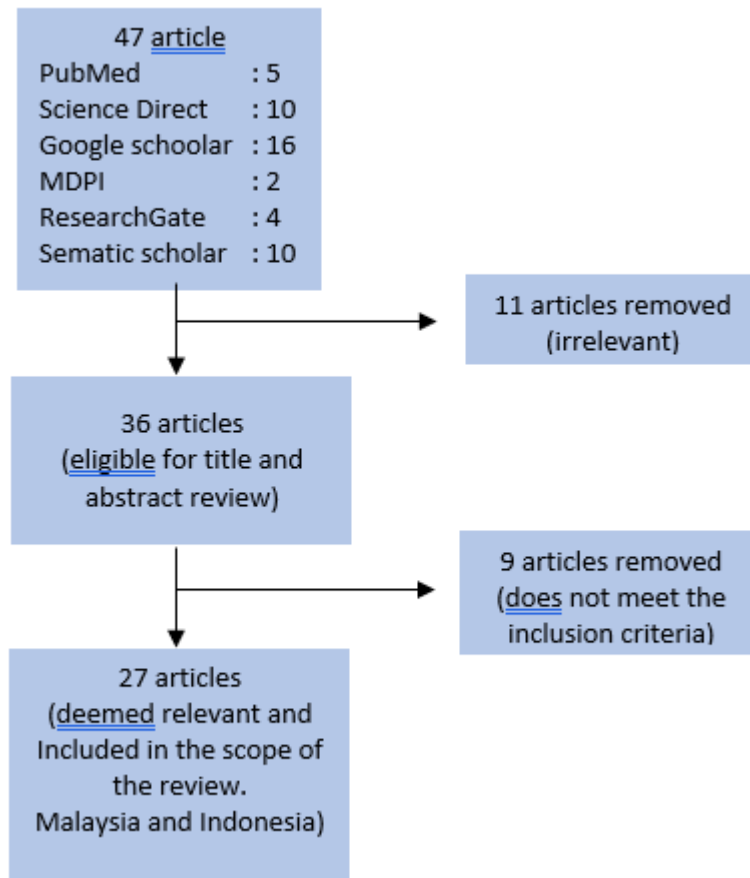 47 article
PubMed : 5
Science Direct : 10
Google schoolar : 16
MDPI : 2
ResearchGate : 4
Sematic scholar : 10
11 articles removed
(irrelevant)
36 articles
(eligible for title and
abstract review)
9 articles removed
(does not meet the
inclusion criteria)
27 articles
(deemed relevant and
Included in the scope of
the review.
Malaysia and Indonesia)